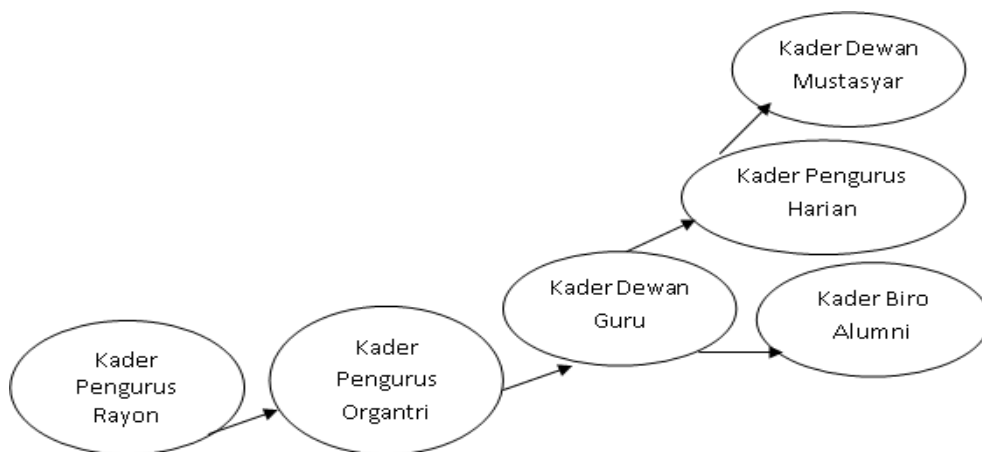 Kader Dewan
Mustasyar
Kader Pengurus
Harian
Kader Dewan
Guru
Kader Biro
Alumni
Kader
Pengurus
Organtri
Kader
Pengurus
Rayon